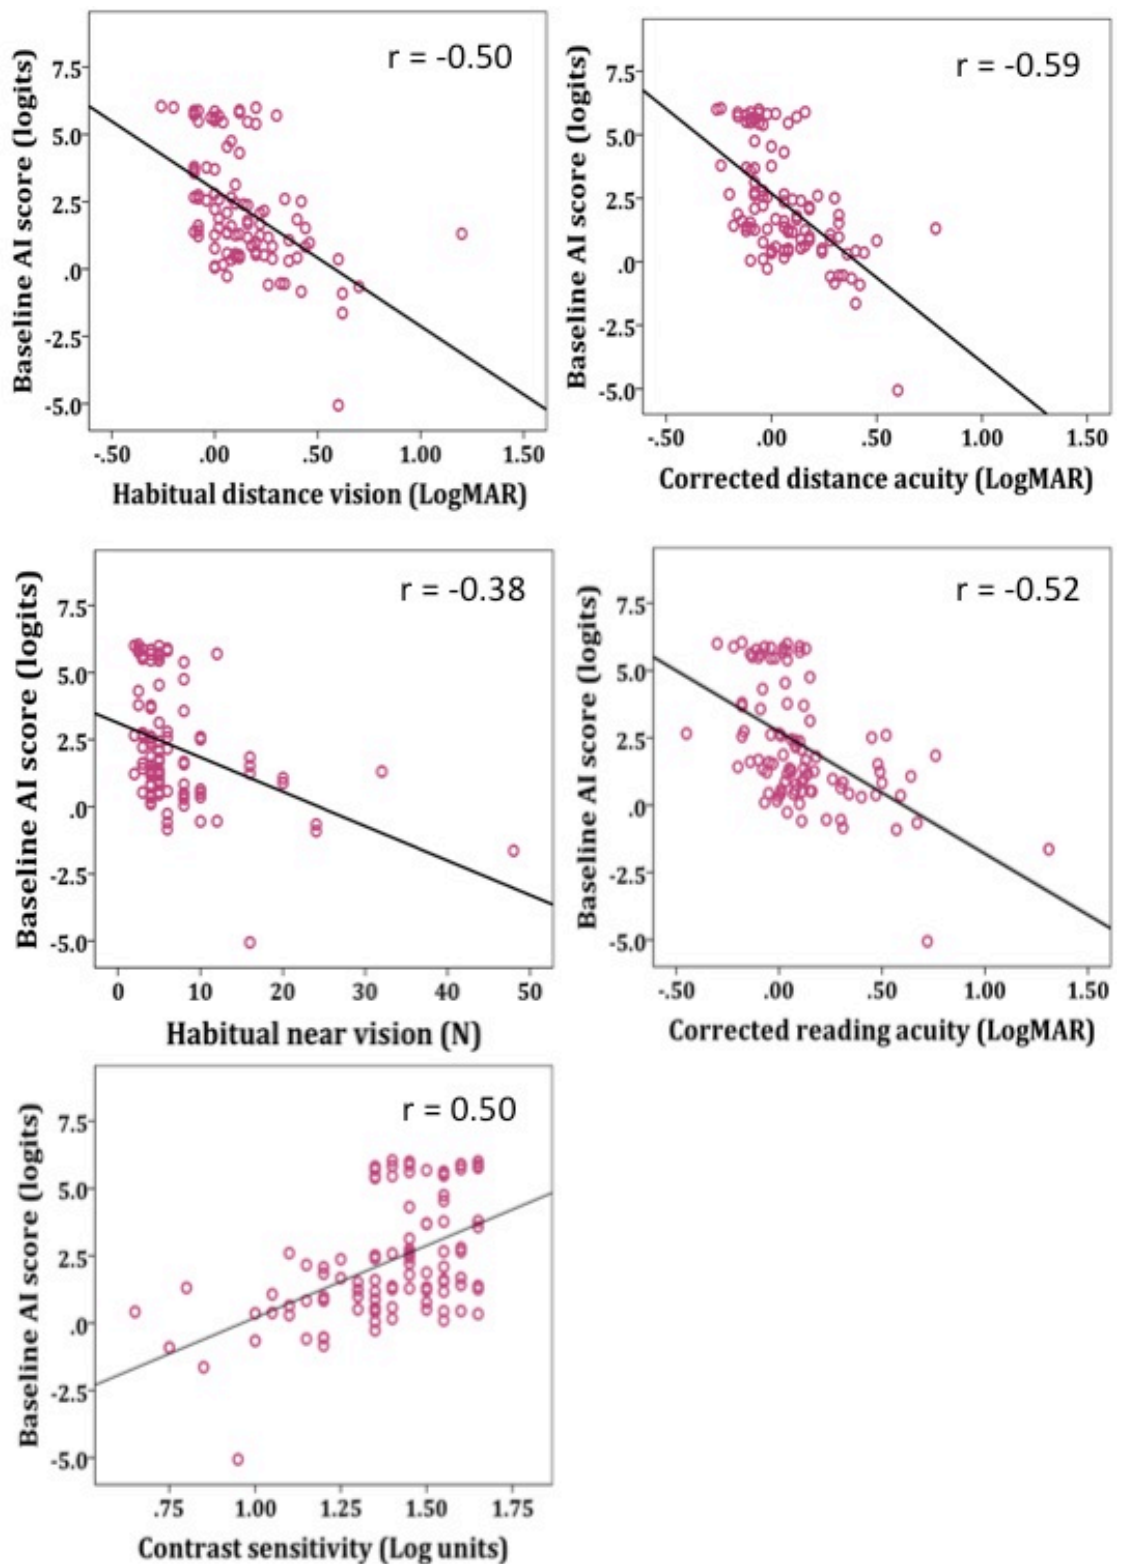 r = -0.50
Baseline AI score (logits)
7.5
5.0
2.5
.0
-2.5
-5.0
-.50 .00 .50 1.00 1.50
Habitual distance vision (LogMAR)
r = -0.59
Baseline AI score (logits)
7.5
5.0
2.5
.0
-2.5
-5.0
-.50 .00 .50 1.00 1.50
Corrected distance acuity (LogMAR)
r = -0.38
Baseline AI score (logits)
7.5
5.0
2.5
.0
-2.5
-5.0
0 10 20 30 40 50
Habitual near vision (N)
r = -0.52
Baseline AI score (logits)
7.5
5.0
2.5
.0
-2.5
-5.0
-.50 .00 .50 1.00 1.50
Corrected reading acuity (LogMAR)
r = 0.50
Baseline AI score (logits)
7.5
5.0
2.5
.0
-2.5
-5.0
.75 1.00 1.25 1.50 1.75
Contrast sensitivity (Log units)